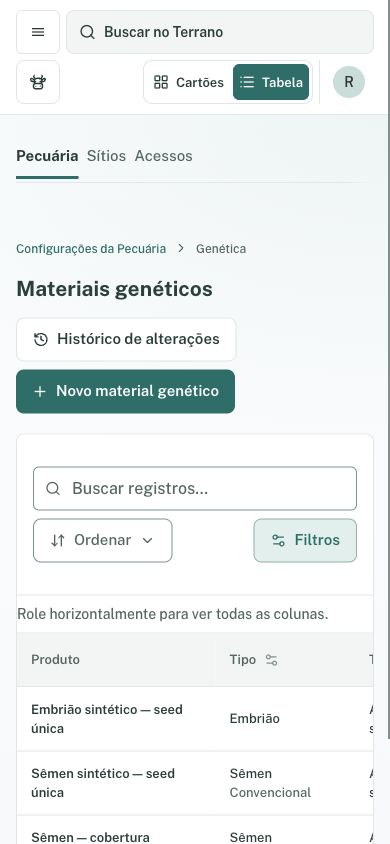 Buscar no Terrano
Cartões
Tabela
R
Pecuária Sítios Acessos
Configurações da Pecuária > Genética
Materiais genéticos
Histórico de alterações
+ Novo material genético
Buscar registros...
Ordenar
Filtros
Role horizontalmente para ver todas as colunas.
Produto Tipo
Embrião sintético — seed
única
Embrião
Sêmen sintético — seed
única
Sêmen
Convencional
Sêmen — cobertura
Sêmen